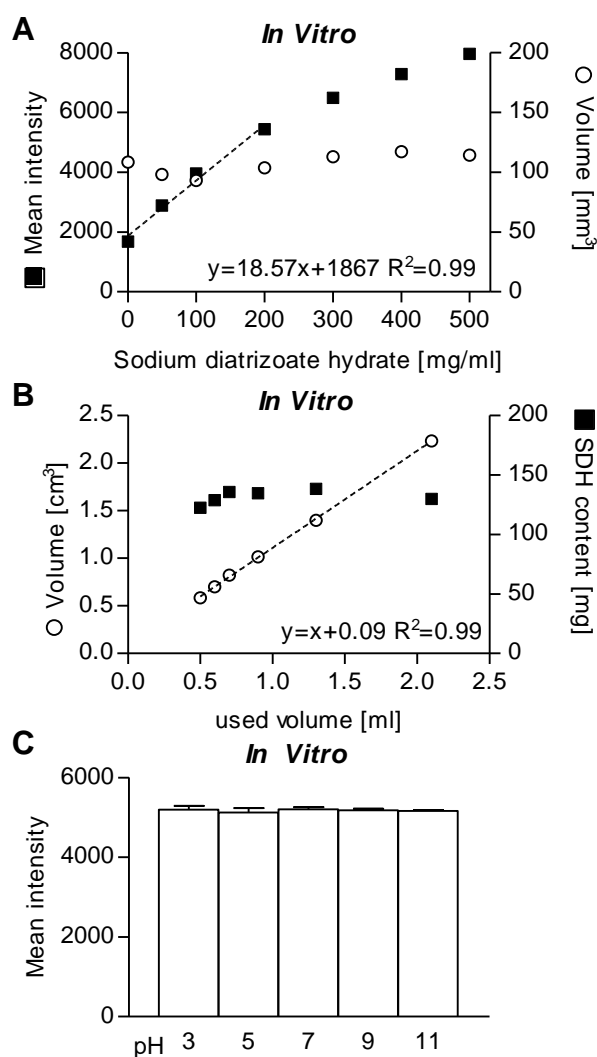 A
In Vitro
8000
6000
4000
2000
0
Mean intensity
200
150
100
50
0
Volume [mm³]
y=18.57x+1867 R²=0.99
0 100 200 300 400 500
Sodium diatrizoate hydrate [mg/ml]
B
In Vitro
2.5
2.0
1.5
1.0
0.5
0.0
Volume [cm³]
200
150
100
50
0
SDH content [mg]
y=x+0.09 R²=0.99
0.0 0.5 1.0 1.5 2.0 2.5
used volume [ml]
C
In Vitro
6000
4000
2000
0
Mean intensity
pH 3 5 7 9 11